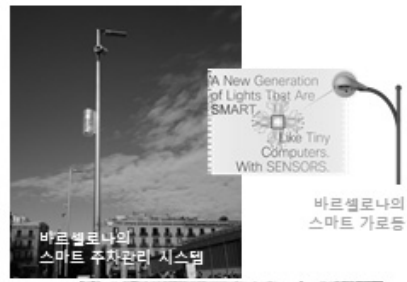 A New Generation
of Lights That Are
SMART
Like Tiny
Computers.
With SENSORS.
바르셀로나의
스마트 가로등
바르셀로나의
스마트 주차관리 시스템